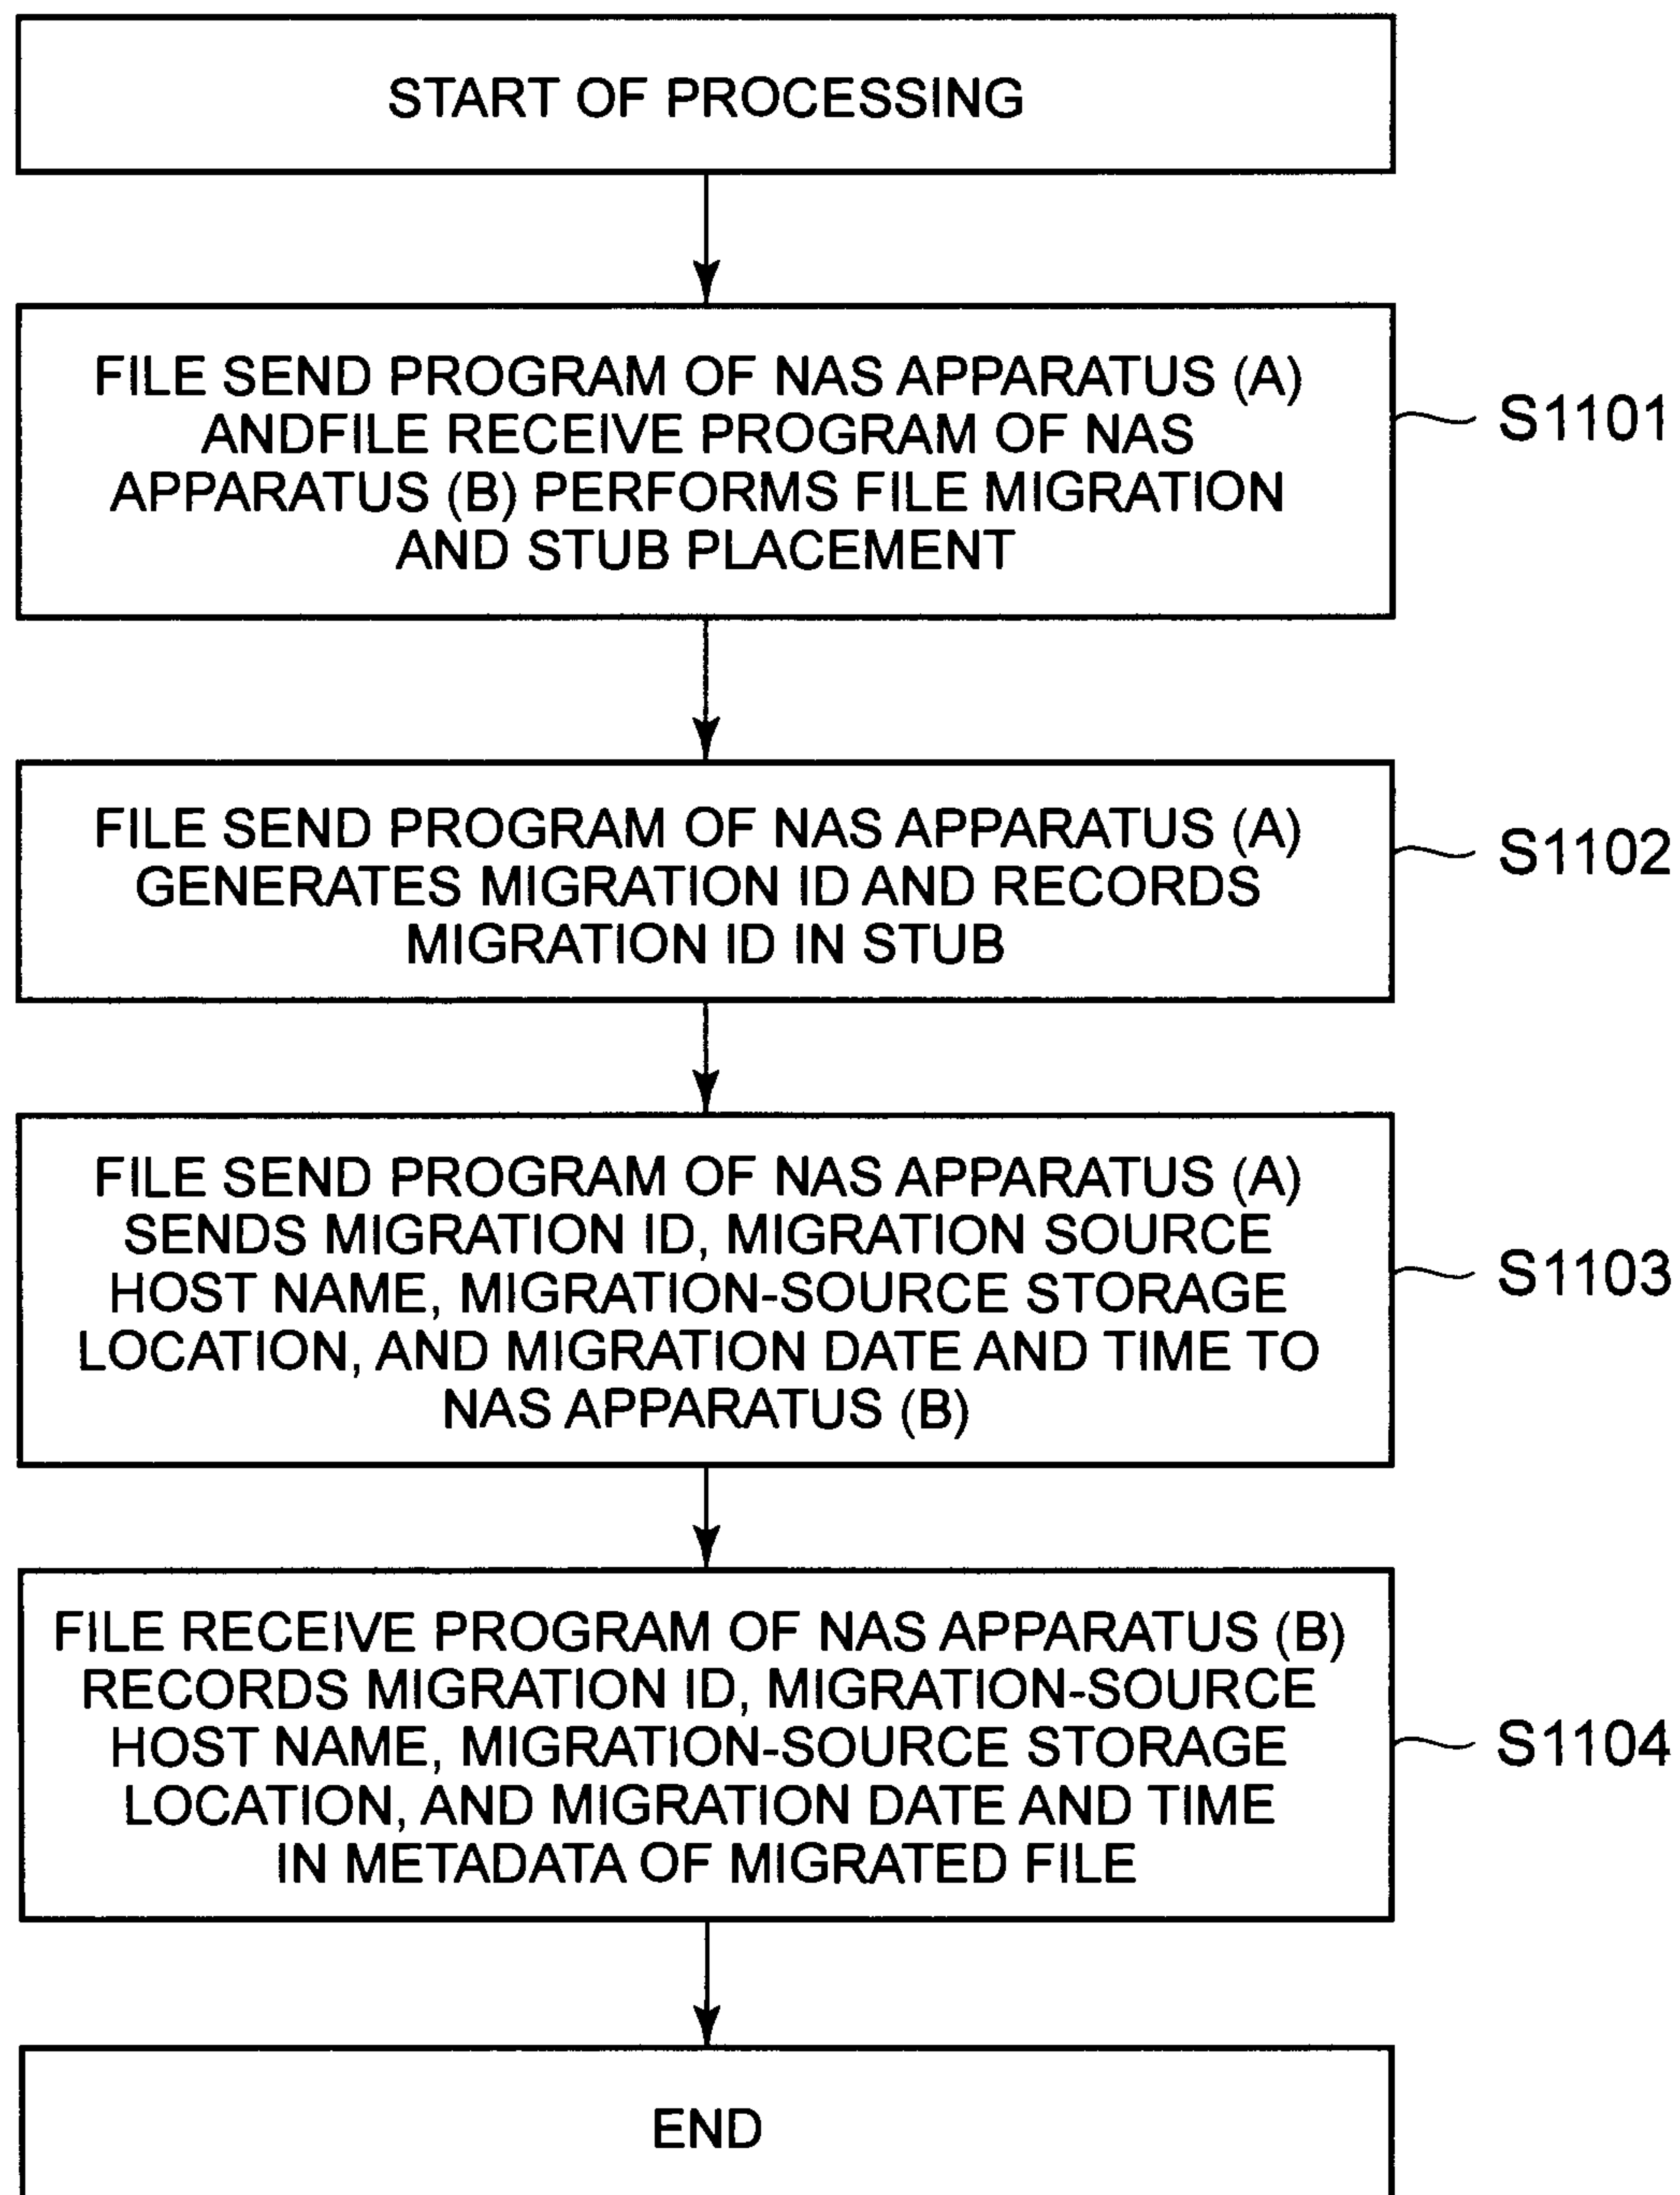 START OF PROCESSING
FILE SEND PROGRAM OF NAS APPARATUS (A)
ANDFILE RECEIVE PROGRAM OF NAS
APPARATUS (B) PERFORMS FILE MIGRATION
AND STUB PLACEMENT
S1101
FILE SEND PROGRAM OF NAS APPARATUS (A)
GENERATES MIGRATION ID AND RECORDS
MIGRATION ID IN STUB
S1102
FILE SEND PROGRAM OF NAS APPARATUS (A)
SENDS MIGRATION ID, MIGRATION SOURCE
HOST NAME, MIGRATION-SOURCE STORAGE
LOCATION, AND MIGRATION DATE AND TIME TO
NAS APPARATUS (B)
S1103
FILE RECEIVE PROGRAM OF NAS APPARATUS (B)
RECORDS MIGRATION ID, MIGRATION-SOURCE
HOST NAME, MIGRATION-SOURCE STORAGE
LOCATION, AND MIGRATION DATE AND TIME
IN METADATA OF MIGRATED FILE
S1104
END